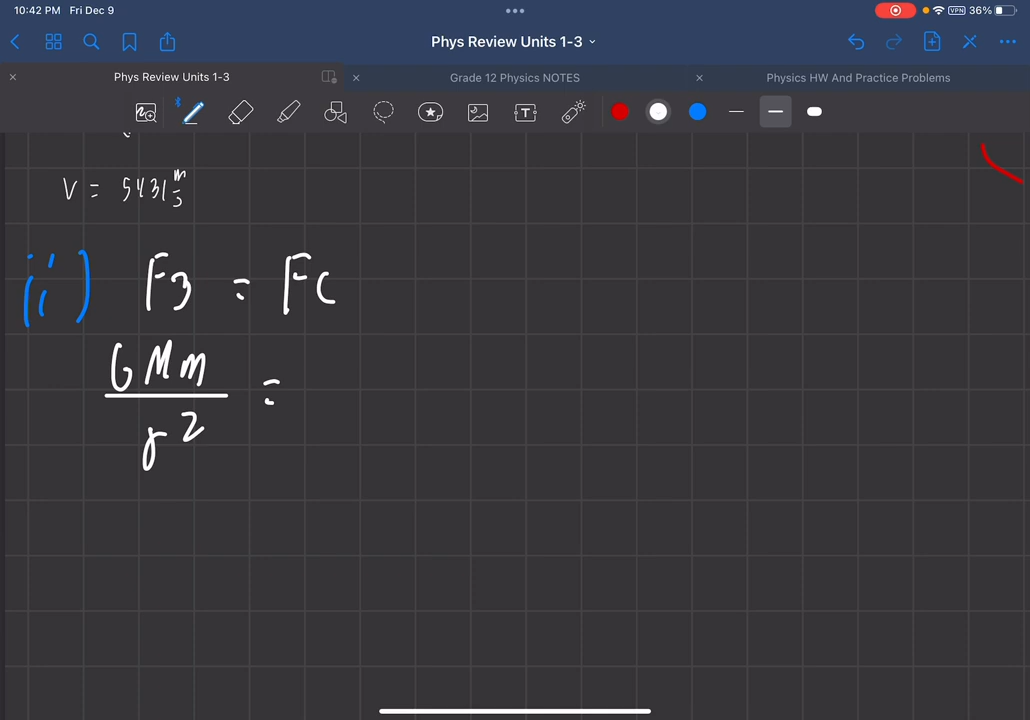 10:42 PM Fri Dec 9
VPN 36%
Phys Review Units 1-3
Phys Review Units 1-3
Grade 12 Physics NOTES
Physics HW And Practice Problems
T
V = 5431 m/s
(ii) Fg = FC
GMm
r²
=